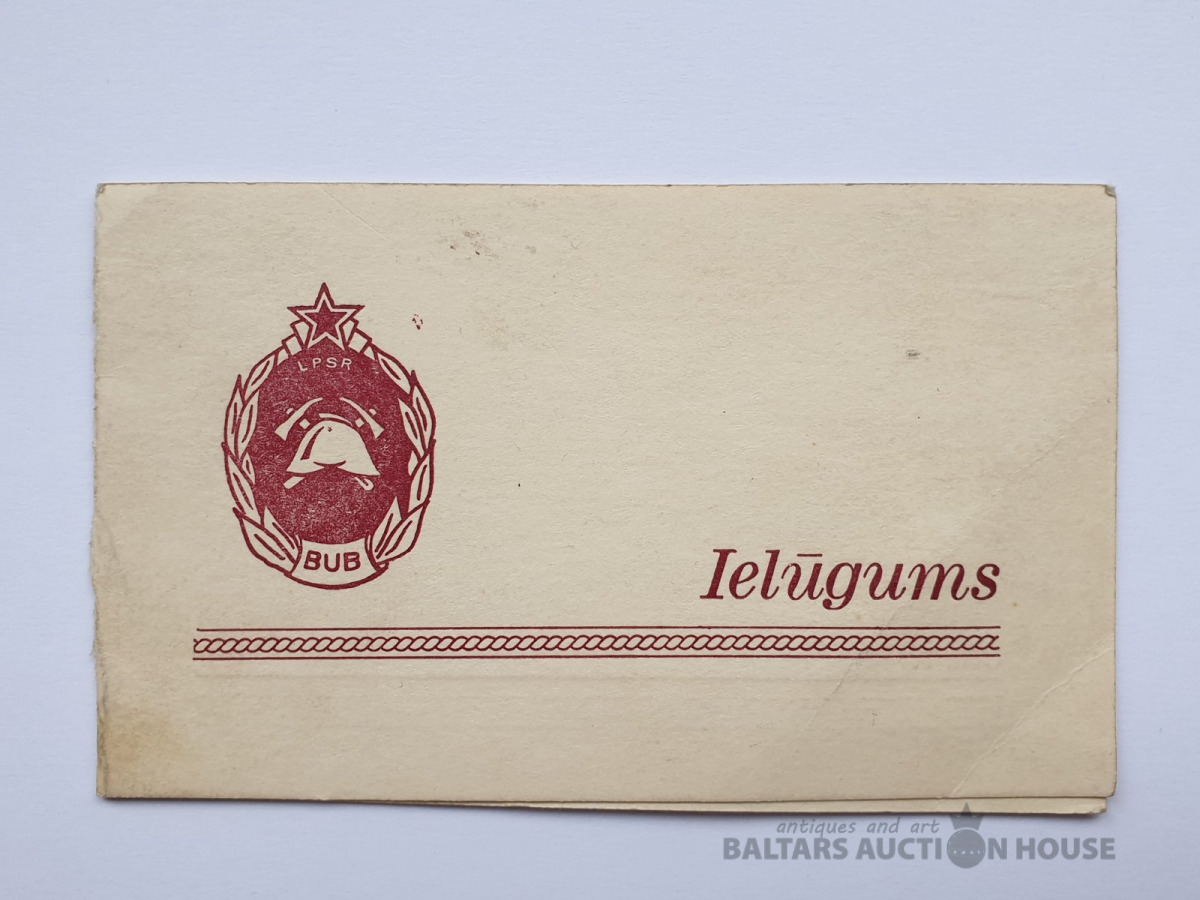 LPSR
BUB
Ielūgums
antiques and art
BALTARS AUCTION HOUSE